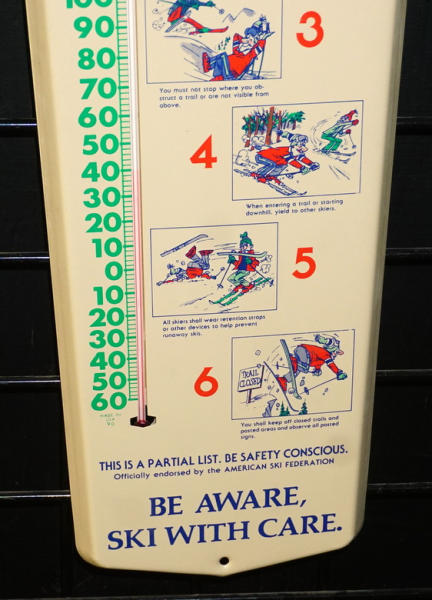 100
90
80
70
60
50
40
30
20
10
0
10
20
30
40
50
60
MADE IN
USA
90
3
You must not stop where you ob-
struct a trail or are not visible from
above.
4
When entering a trail or starting
downhill, yield to other skiers.
5
All skiers shall wear retention straps
or other devices to help prevent
runaway skis.
6
TRAIL
CLOSED
You shall keep off closed trails and
posted areas and observe all posted
signs.
THIS IS A PARTIAL LIST. BE SAFETY CONSCIOUS.
Officially endorsed by the AMERICAN SKI FEDERATION
BE AWARE,
SKI WITH CARE.